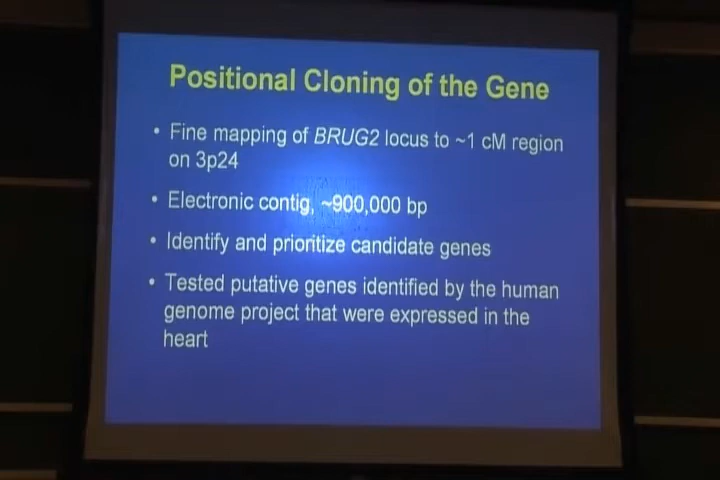 Positional Cloning of the Gene
• Fine mapping of BRUG2 locus to ~1 cM region
on 3p24
• Electronic contig, ~900,000 bp
• Identify and prioritize candidate genes
• Tested putative genes identified by the human
genome project that were expressed in the
heart